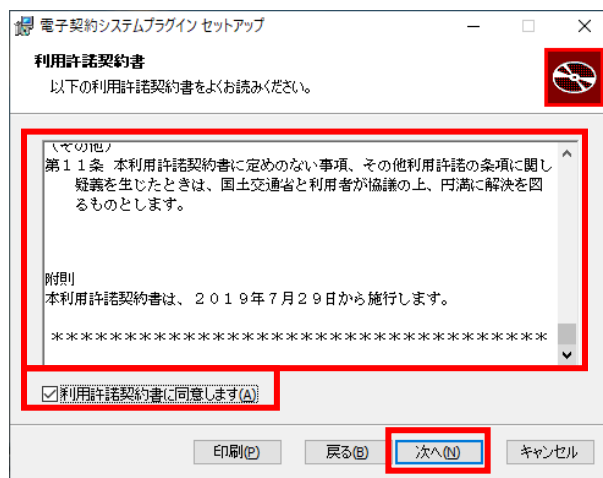 電子契約システムプラグイン セットアップ
利用許諾契約書
以下の利用許諾契約書をよくお読みください。
（その他）
第１１条 本利用許諾契約書に定めのない事項、その他利用許諾の条項に関し
疑義を生じたときは、国土交通省と利用者が協議の上、円満に解決を図
るものとします。
附則
本利用許諾契約書は、２０１９年７月２９日から施行します。
＊＊＊＊＊＊＊＊＊＊＊＊＊＊＊＊＊＊＊＊＊＊＊＊＊＊＊＊＊＊＊＊＊＊
利用許諾契約書に同意します(A)
印刷(P) 戻る(B) 次へ(N) キャンセル